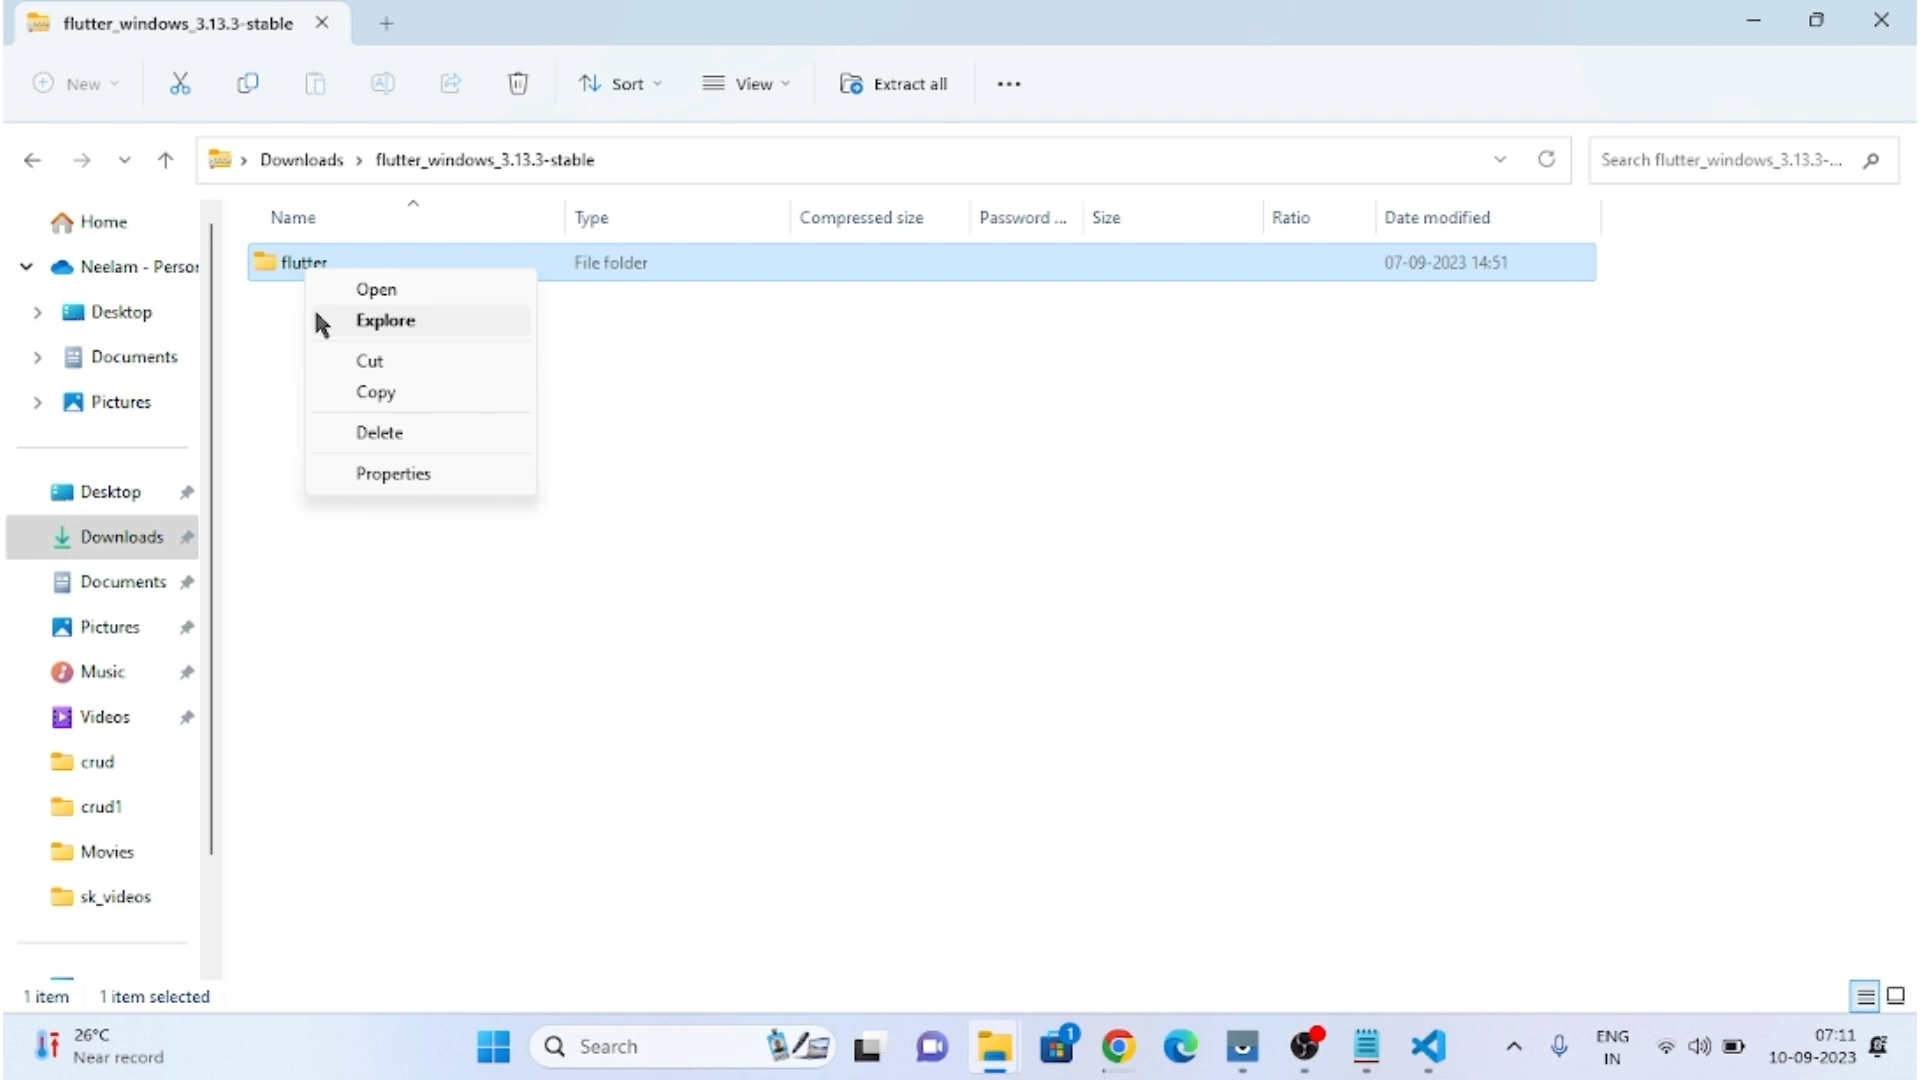 flutter_windows_3.13.3-stable
New
Sort
View
Extract all
Downloads
flutter_windows_3.13.3-stable
Search flutter_windows_3.13.3-...
Home
Neelam - Person
Desktop
Documents
Pictures
Desktop
Downloads
Documents
Pictures
Music
Videos
crud
crud1
Movies
sk_videos
Name
Type
Compressed size
Password ...
Size
Ratio
Date modified
flutter
File folder
07-09-2023 14:51
Open
Explore
Cut
Copy
Delete
Properties
1 item
1 item selected
26°C
Near record
Search
1
ENG
IN
07:11
10-09-2023